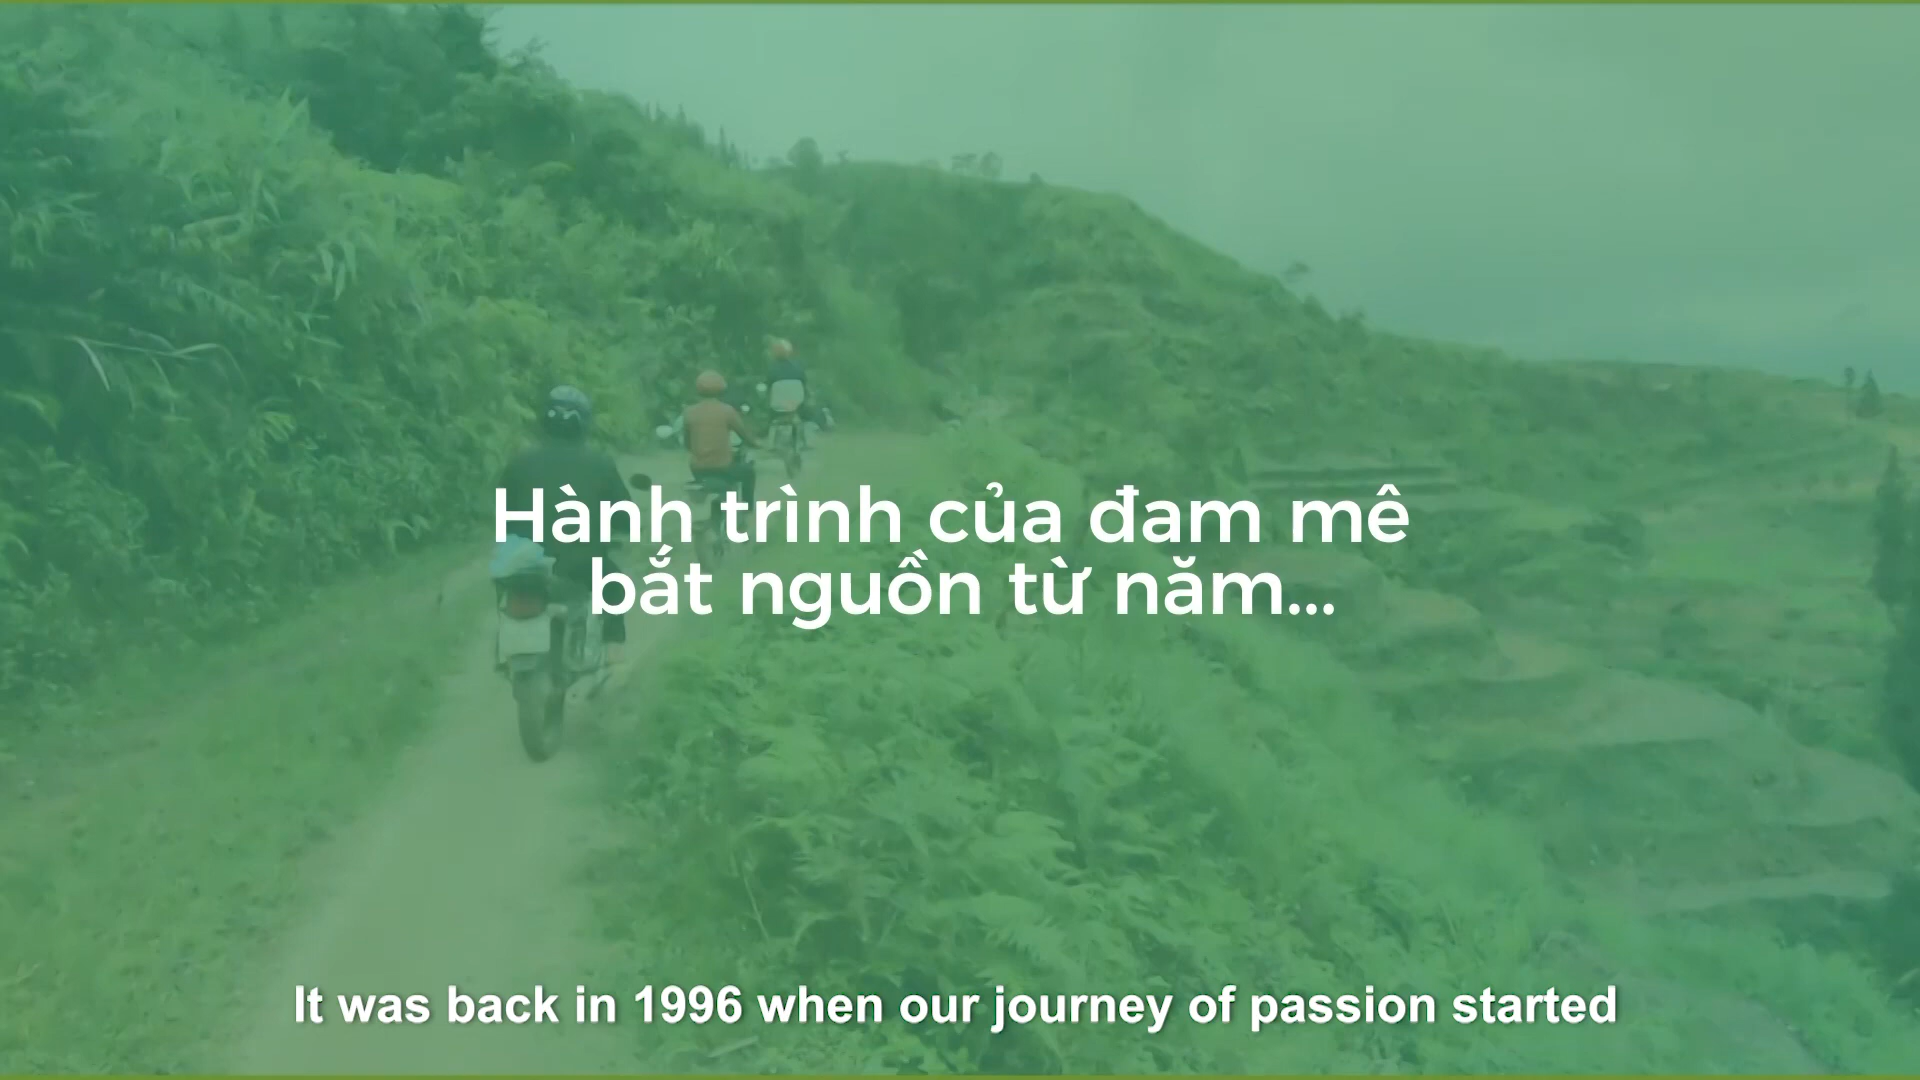 Hành trình của đam mê
bắt nguồn từ năm...
It was back in 1996 when our journey of passion started